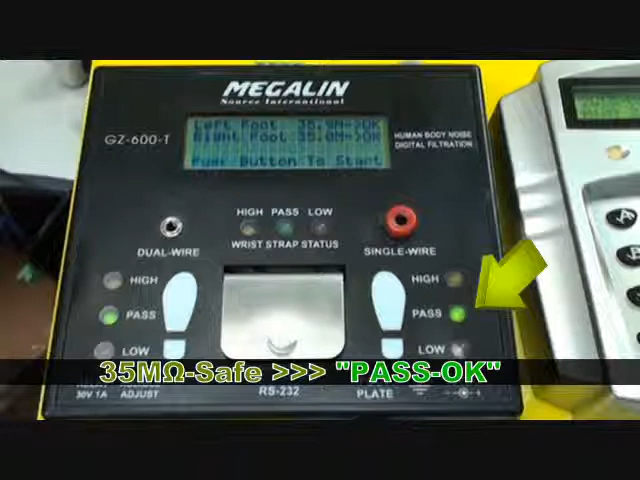 MEGALIN
Source International
GZ-600-T
Left Foot 35.9M->OK
Right Foot 35.0M->OK
Push Button To Start
HUMAN BODY NOISE
DIGITAL FILTRATION
HIGH PASS LOW
WRIST STRAP STATUS
DUAL-WIRE
SINGLE-WIRE
HIGH
HIGH
PASS
PASS
LOW
LOW
35MΩ-Safe >>> "PASS-OK"
30V 1A
ADJUST
RS-232
PLATE